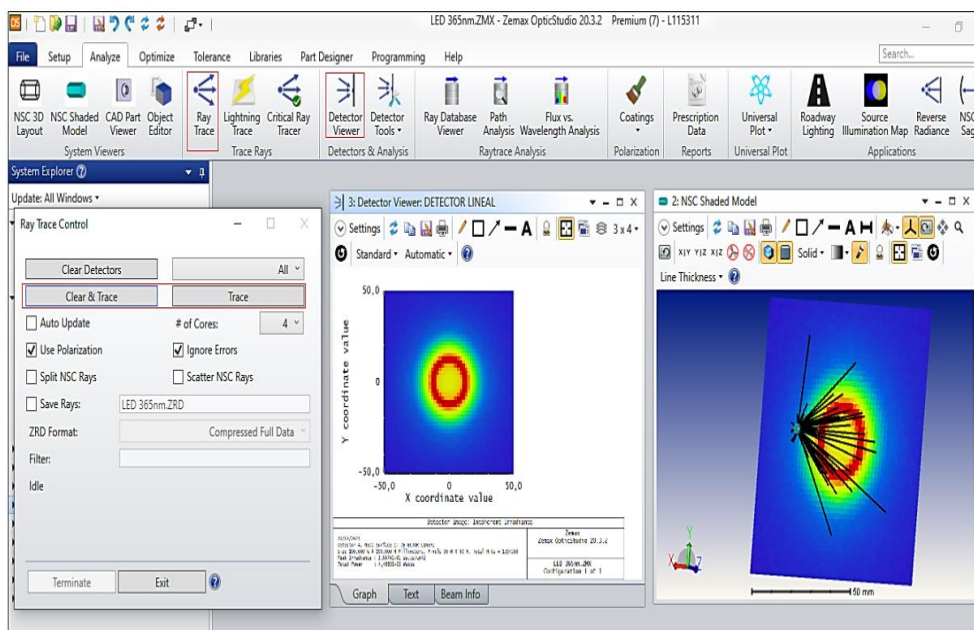 LED 365nm.ZMX - Zemax OpticStudio 20.3.2 Premium (7) - L115311
File Setup Analyze Optimize Tolerance Libraries Part Designer Programming Help
Search...
NSC 3D Layout
NSC Shaded Model
CAD Part Viewer
Object Editor
Ray Trace
Lightning Trace
Critical Ray Tracer
Detector Viewer
Detector Tools
Ray Database Viewer
Path Analysis
Flux vs. Wavelength Analysis
Coatings
Prescription Data
Universal Plot
Roadway Lighting
Source Illumination Map
Reverse Radiance
NSC Sag
System Viewers Trace Rays Detectors & Analysis Raytrace Analysis Polarization Reports Universal Plot Applications
System Explorer
Update: All Windows
Ray Trace Control
Clear Detectors All
Clear & Trace Trace
Auto Update # of Cores: 4
Use Polarization Ignore Errors
Split NSC Rays Scatter NSC Rays
Save Rays: LED 365nm.ZRD
ZRD Format: Compressed Full Data
Filter:
Idle
Terminate Exit
3: Detector Viewer: DETECTOR LINEAL
Settings 3 x 4
Standard Automatic
50,0
Y coordinate value
0
-50,0
-50,0 0 50,0
X coordinate value
Detector Image: Incoherent Irradiance
Zemax
Zemax OpticStudio 20.3.2
LED 365nm.ZMX
Configuration 1 of 1
Graph Text Beam Info
2: NSC Shaded Model
Settings
X|Y Y|Z X|Z Solid
Line Thickness
Y
X Z
50 mm